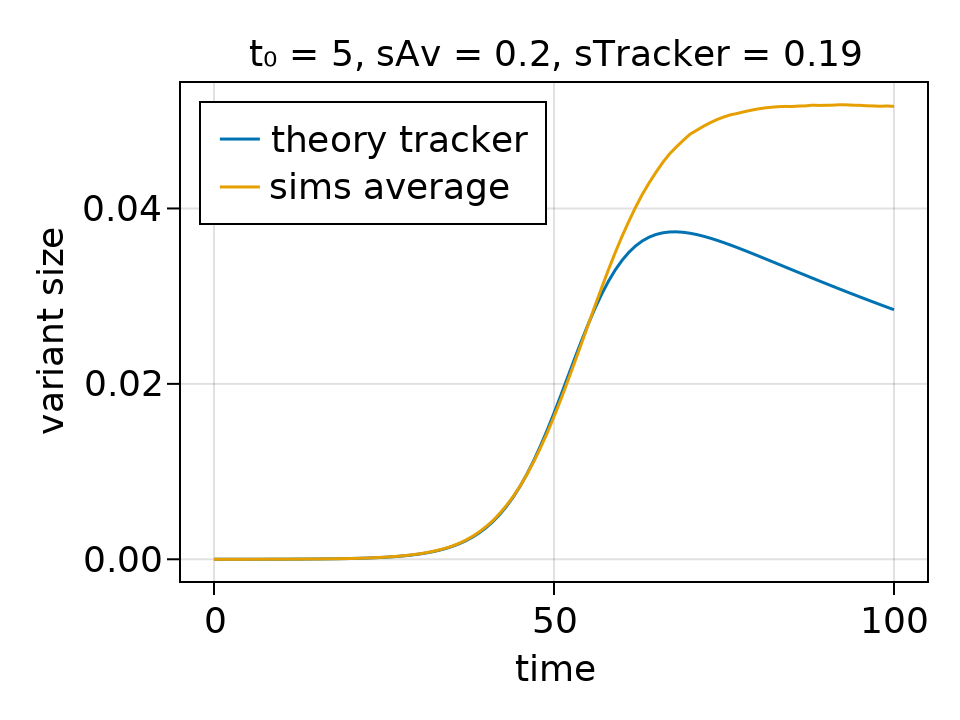 t₀ = 5, sAv = 0.2, sTracker = 0.19
theory tracker
sims average
variant size
0.04
0.02
0.00
0
50
100
time